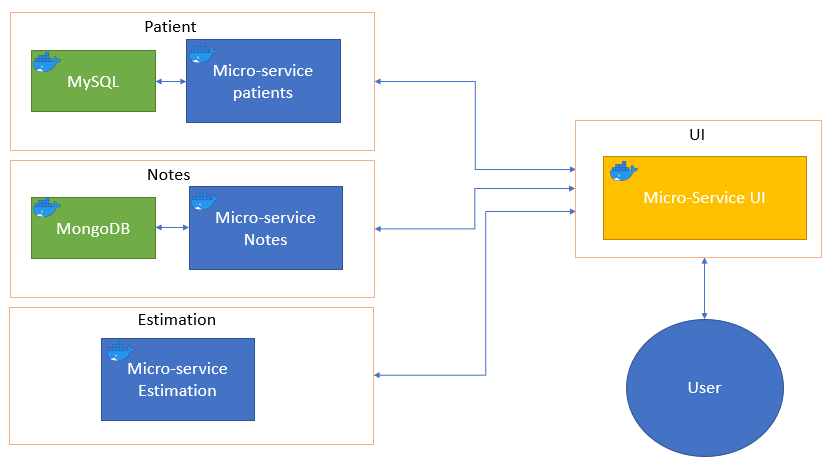 Patient
MySQL
Micro-service
patients
Notes
MongoDB
Micro-service
Notes
Estimation
Micro-service
Estimation
UI
Micro-Service UI
User